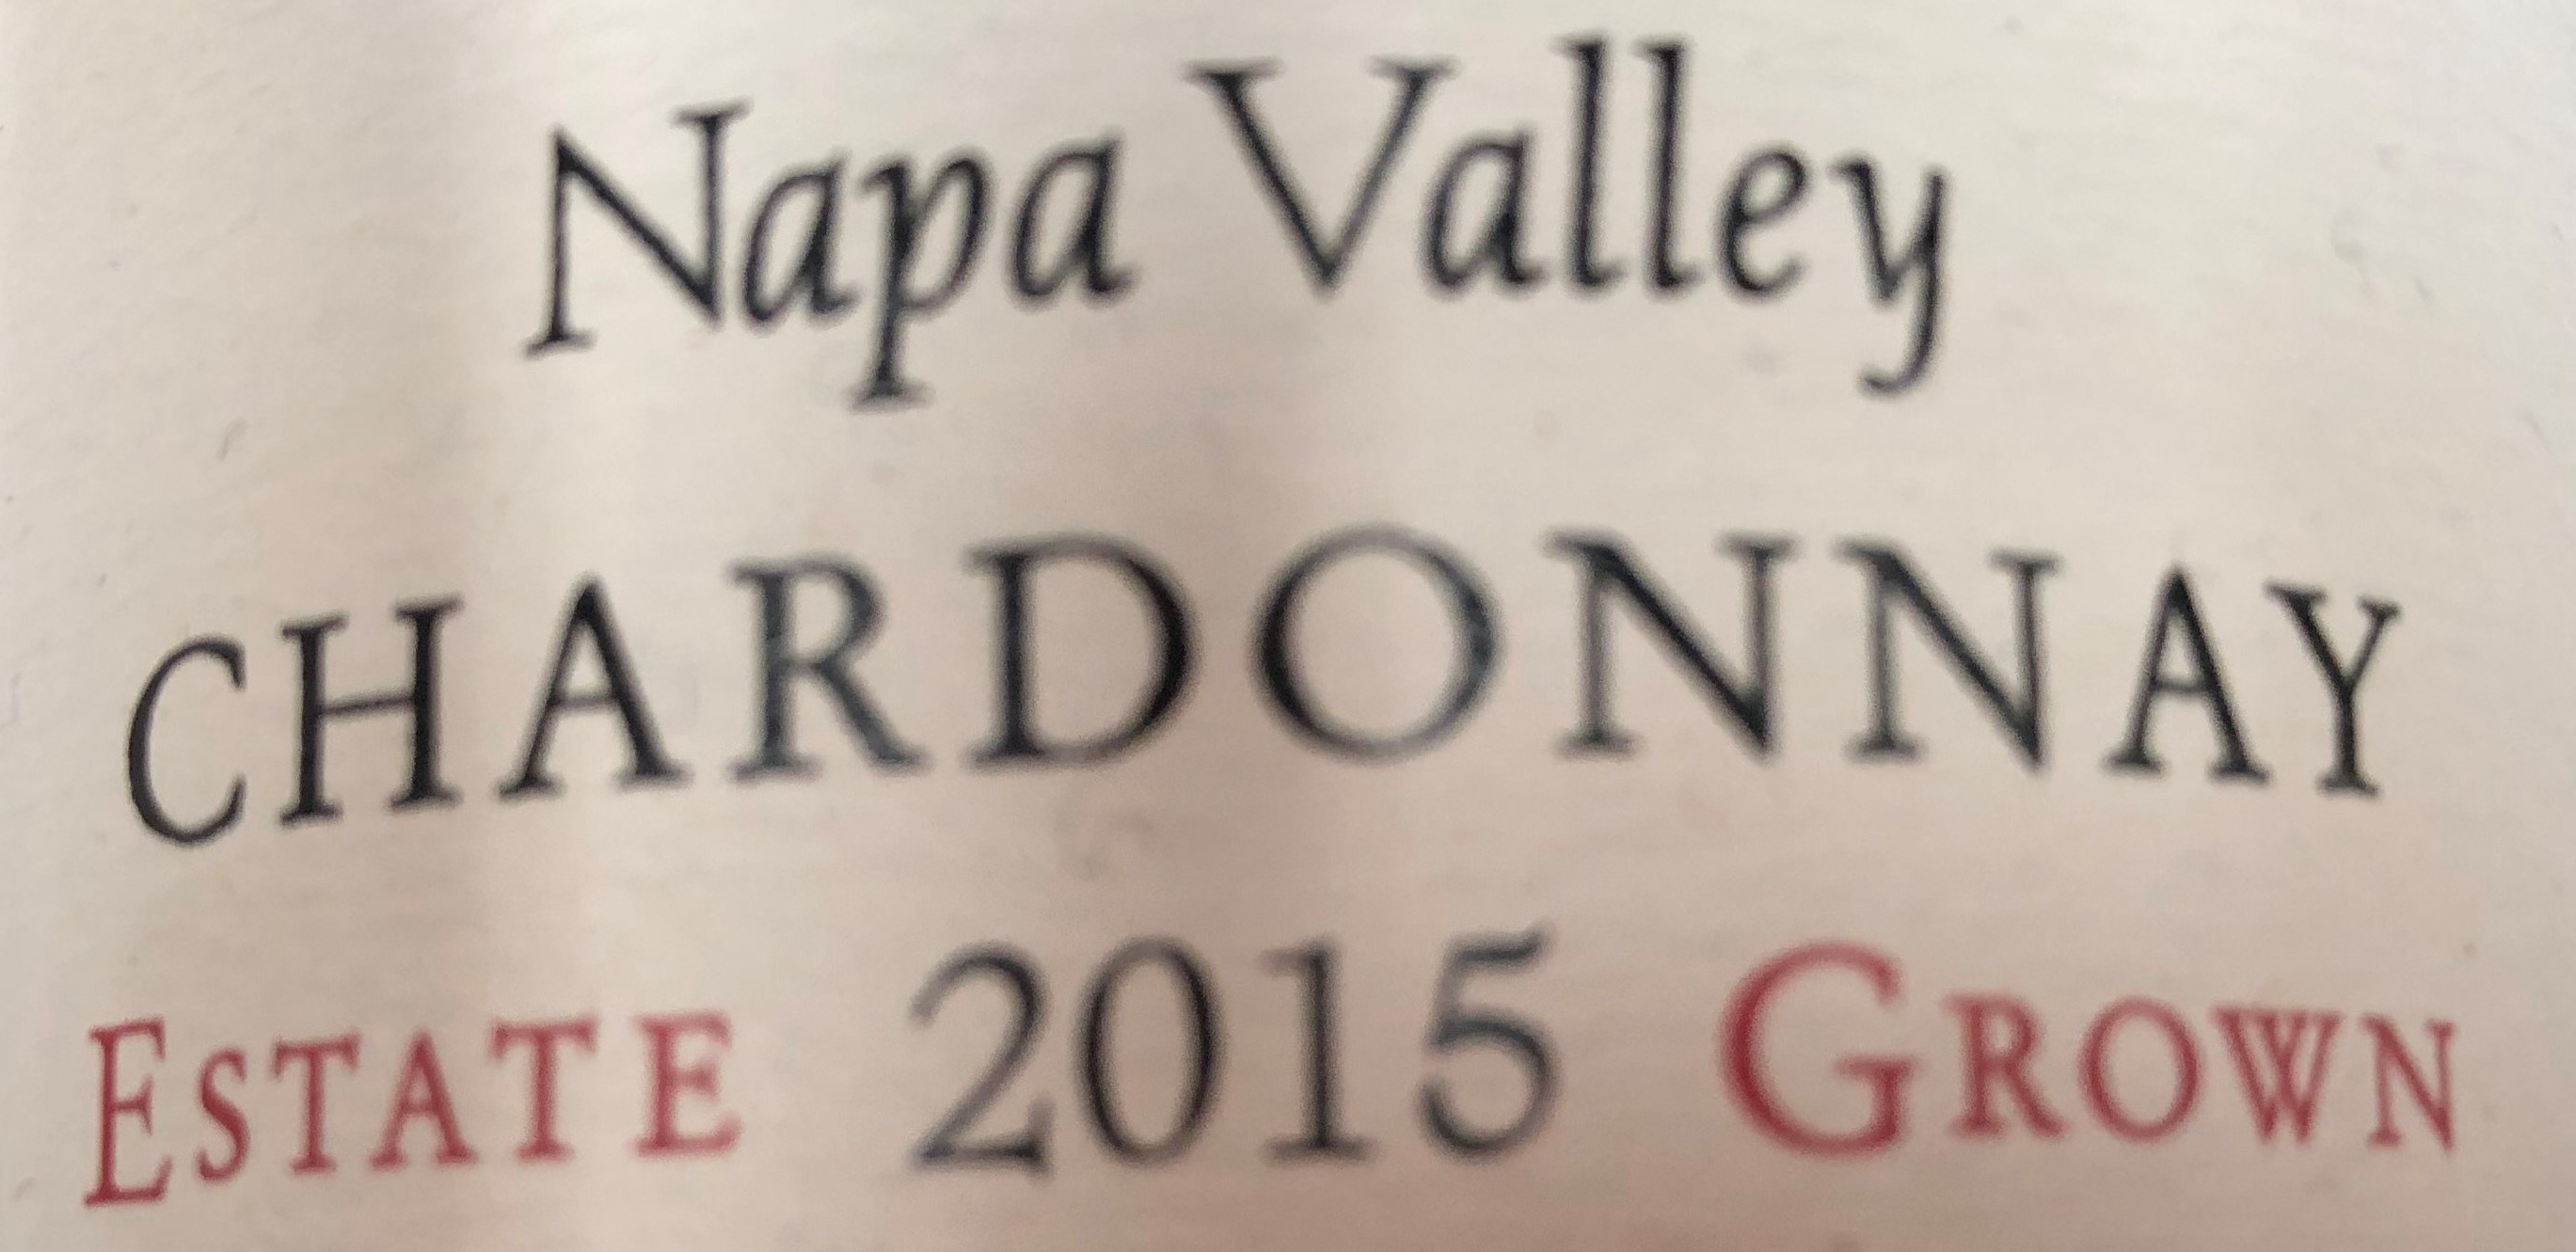 Napa Valley
CHARDONNAY
ESTATE 2015 GROWN